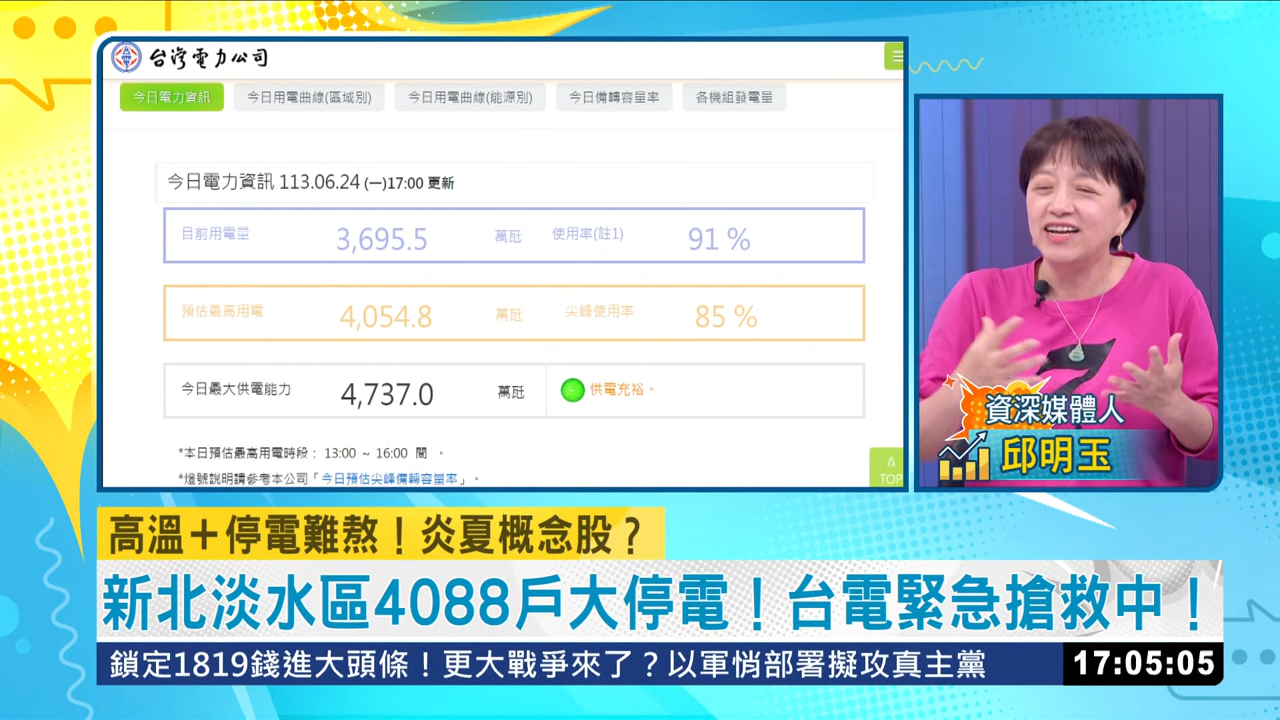 台灣電力公司
今日電力資訊 今日用電曲線(區域別) 今日用電曲線(能源別) 今日備轉容量率 各機組發電量
今日電力資訊 113.06.24 (一)17:00 更新
目前用電量 3,695.5 萬瓩 使用率(註1) 91 %
預估最高用電 4,054.8 萬瓩 尖峰使用率 85 %
今日最大供電能力 4,737.0 萬瓩 供電充裕。
*本日預估最高用電時段： 13:00 ~ 16:00 間 。
*燈號說明請參考本公司「今日預估尖峰備轉容量率」。
TOP
7
資深媒體人
邱明玉
高溫＋停電難熬！炎夏概念股？
新北淡水區4088戶大停電！台電緊急搶救中！
鎖定1819錢進大頭條！更大戰爭來了？以軍悄部署擬攻真主黨
17:05:05